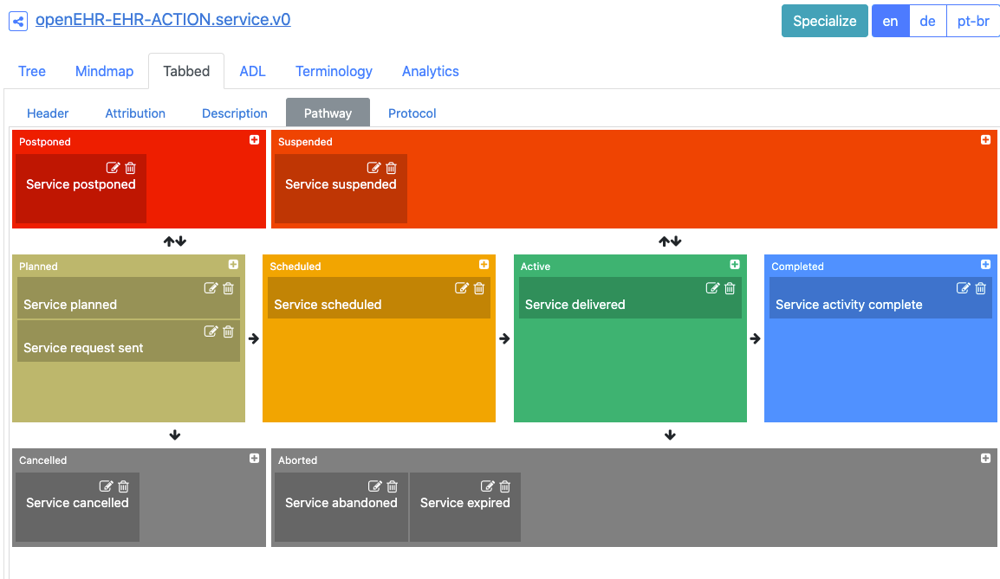 openEHR-EHR-ACTION.service.v0
Specialize en de pt-br
Tree Mindmap Tabbed ADL Terminology Analytics
Header Attribution Description Pathway Protocol
Postponed
Service postponed
Suspended
Service suspended
Planned
Service planned
Service request sent
Scheduled
Service scheduled
Active
Service delivered
Completed
Service activity complete
Cancelled
Service cancelled
Aborted
Service abandoned
Service expired